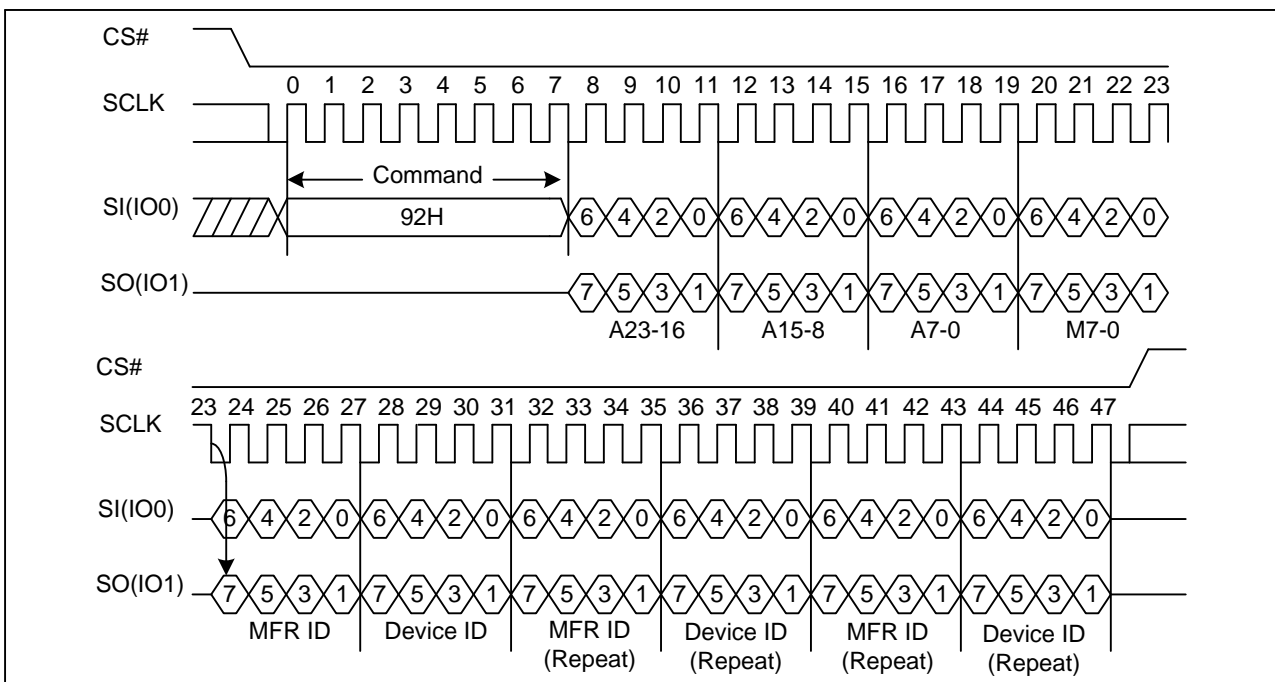 CS#
0 1 2 3 4 5 6 7 8 9 10 11 12 13 14 15 16 17 18 19 20 21 22 23
SCLK
Command
SI(IO0) 92H 6 4 2 0 6 4 2 0 6 4 2 0 6 4 2 0
SO(IO1) 7 5 3 1 7 5 3 1 7 5 3 1 7 5 3 1
A23-16 A15-8 A7-0 M7-0
CS#
23 24 25 26 27 28 29 30 31 32 33 34 35 36 37 38 39 40 41 42 43 44 45 46 47
SCLK
SI(IO0) 6 4 2 0 6 4 2 0 6 4 2 0 6 4 2 0 6 4 2 0 6 4 2 0
SO(IO1) 7 5 3 1 7 5 3 1 7 5 3 1 7 5 3 1 7 5 3 1 7 5 3 1
MFR ID Device ID MFR ID Device ID MFR ID Device ID
(Repeat) (Repeat) (Repeat) (Repeat)